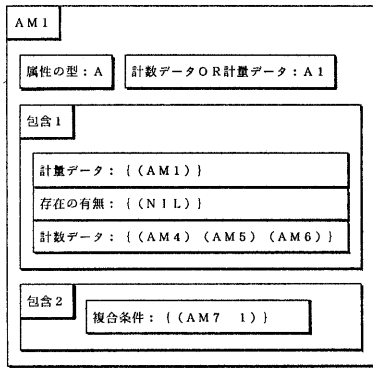 AM1
属性の型：A
計数データOR計量データ：A1
包含1
計量データ：{(AM1)}
存在の有無：{(NIL)}
計数データ：{(AM4)(AM5)(AM6)}
包含2
複合条件：{(AM7 1)}